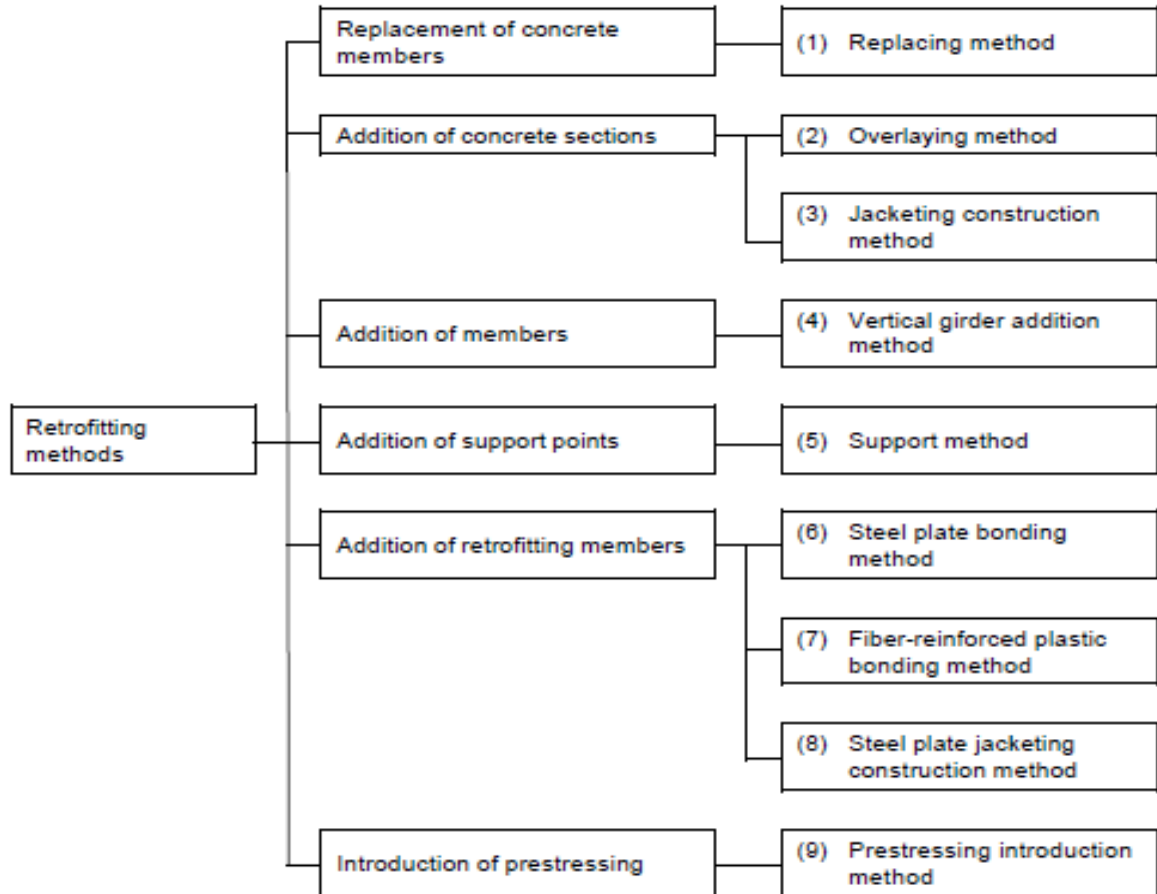 Replacement of concrete
members
(1) Replacing method
Addition of concrete sections
(2) Overlaying method
(3) Jacketing construction
method
Addition of members
(4) Vertical girder addition
method
Retrofitting
methods
Addition of support points
(5) Support method
Addition of retrofitting members
(6) Steel plate bonding
method
(7) Fiber-reinforced plastic
bonding method
(8) Steel plate jacketing
construction method
Introduction of prestressing
(9) Prestressing introduction
method